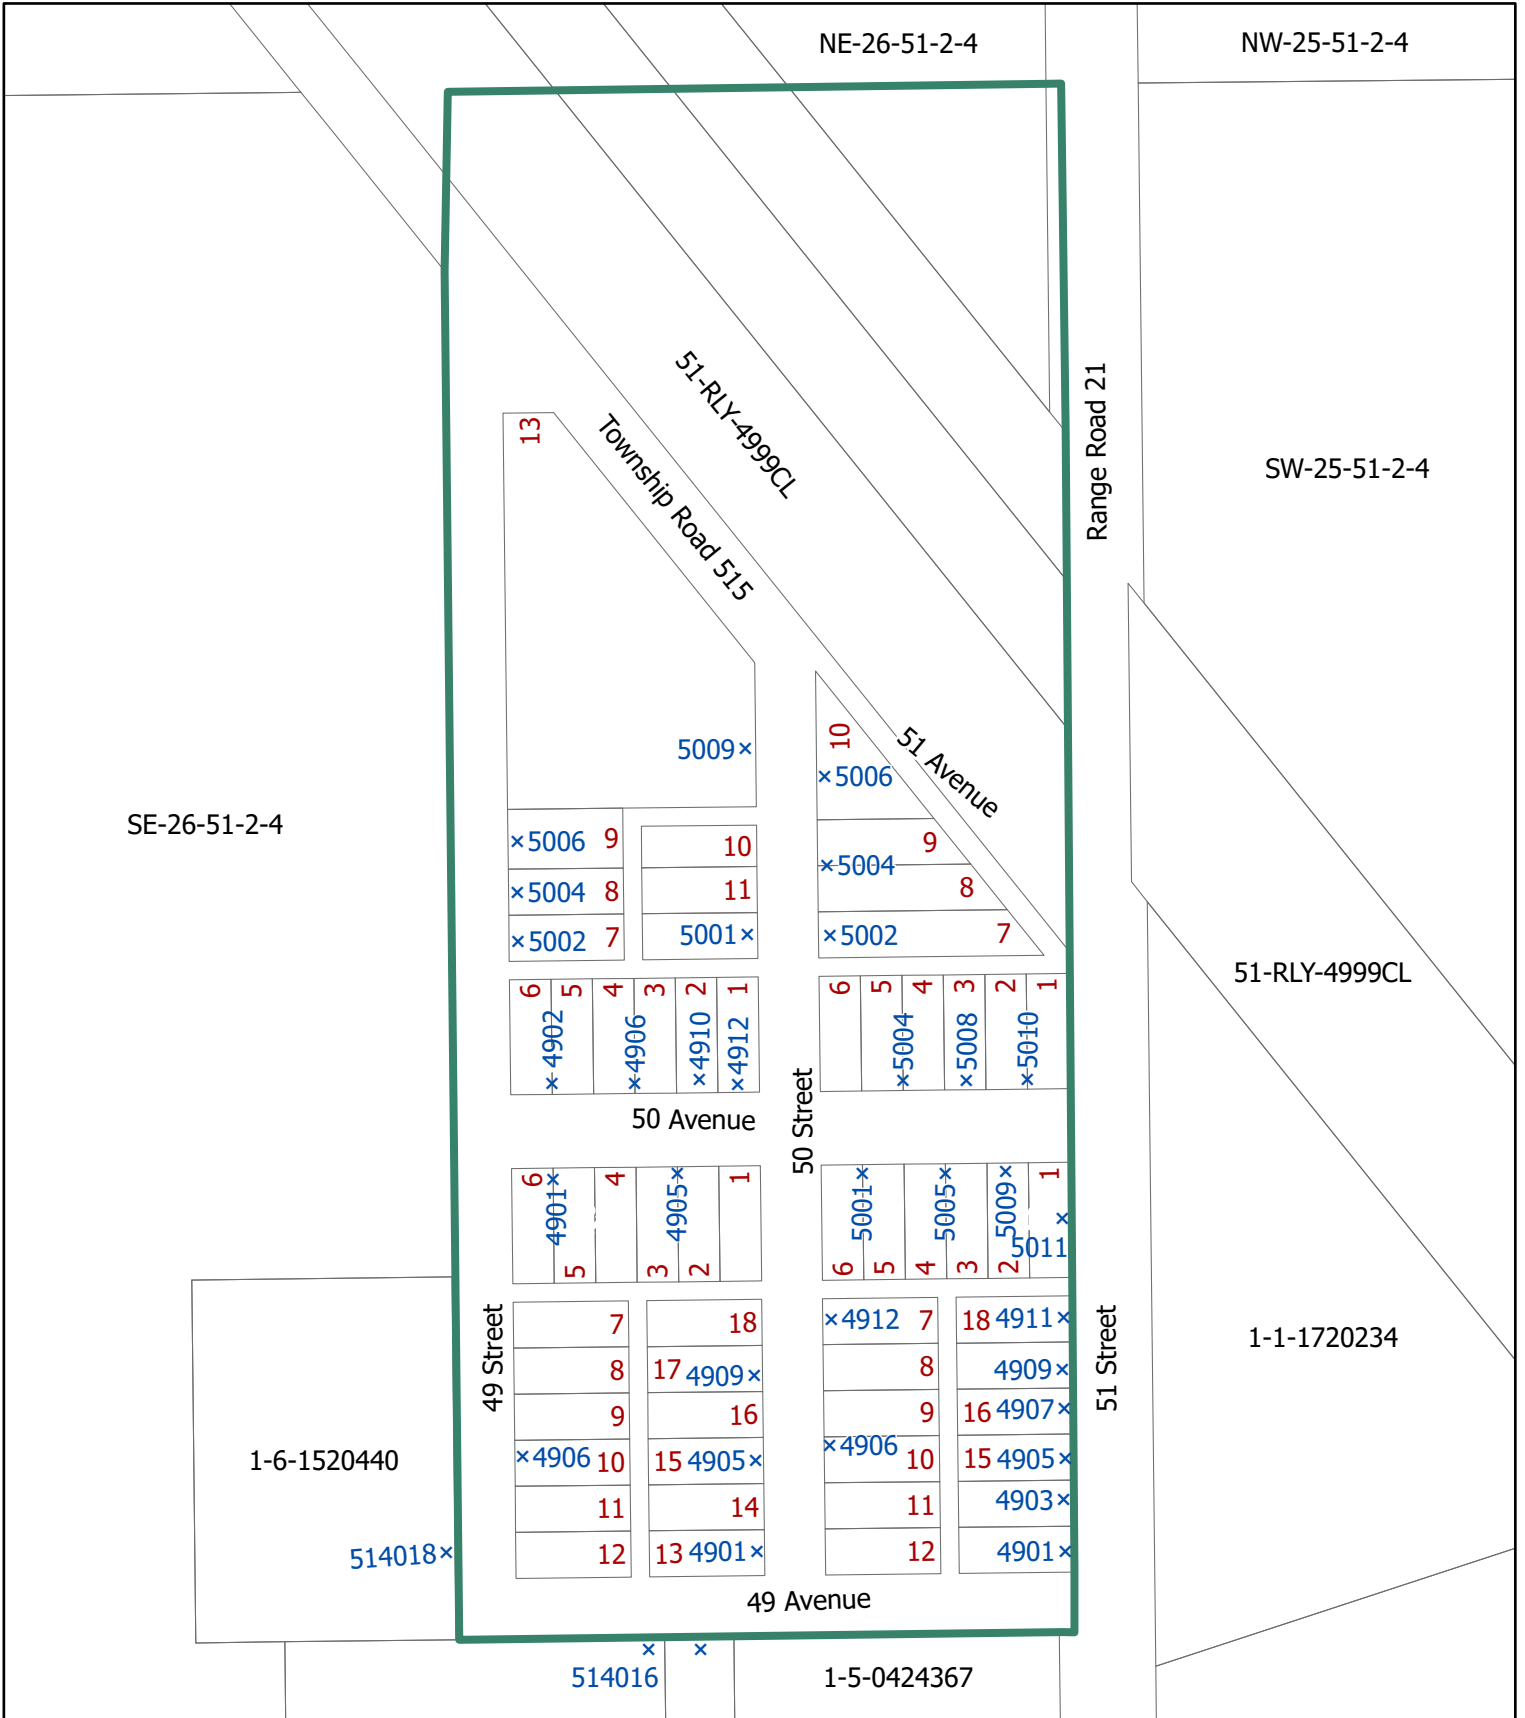 NE-26-51-2-4
NW-25-51-2-4
51-RLY-4999CL
Range Road 21
13
Township Road 515
SW-25-51-2-4
10
51 Avenue
5009
5006
SE-26-51-2-4
5006 9
10
9
5004
5004 8
11
8
5002 7
5001
5002
7
6 5 4 3 2 1
6 5 4 3 2 1
51-RLY-4999CL
4902 4906 4910 4912
5004 5008 5010
50 Avenue
50 Street
6 4 1
4901 4905
5 3 2
5001 5005 5009 1
5011
6 5 4 3 2
49 Street
51 Street
7
18
4912 7
18 4911
1-1-1720234
8
17 4909
8
4909
9
16
9
16 4907
4906 10
15 4905
4906
10
15 4905
1-6-1520440
11
14
11
4903
12
13 4901
12
4901
514018
49 Avenue
514016
1-5-0424367